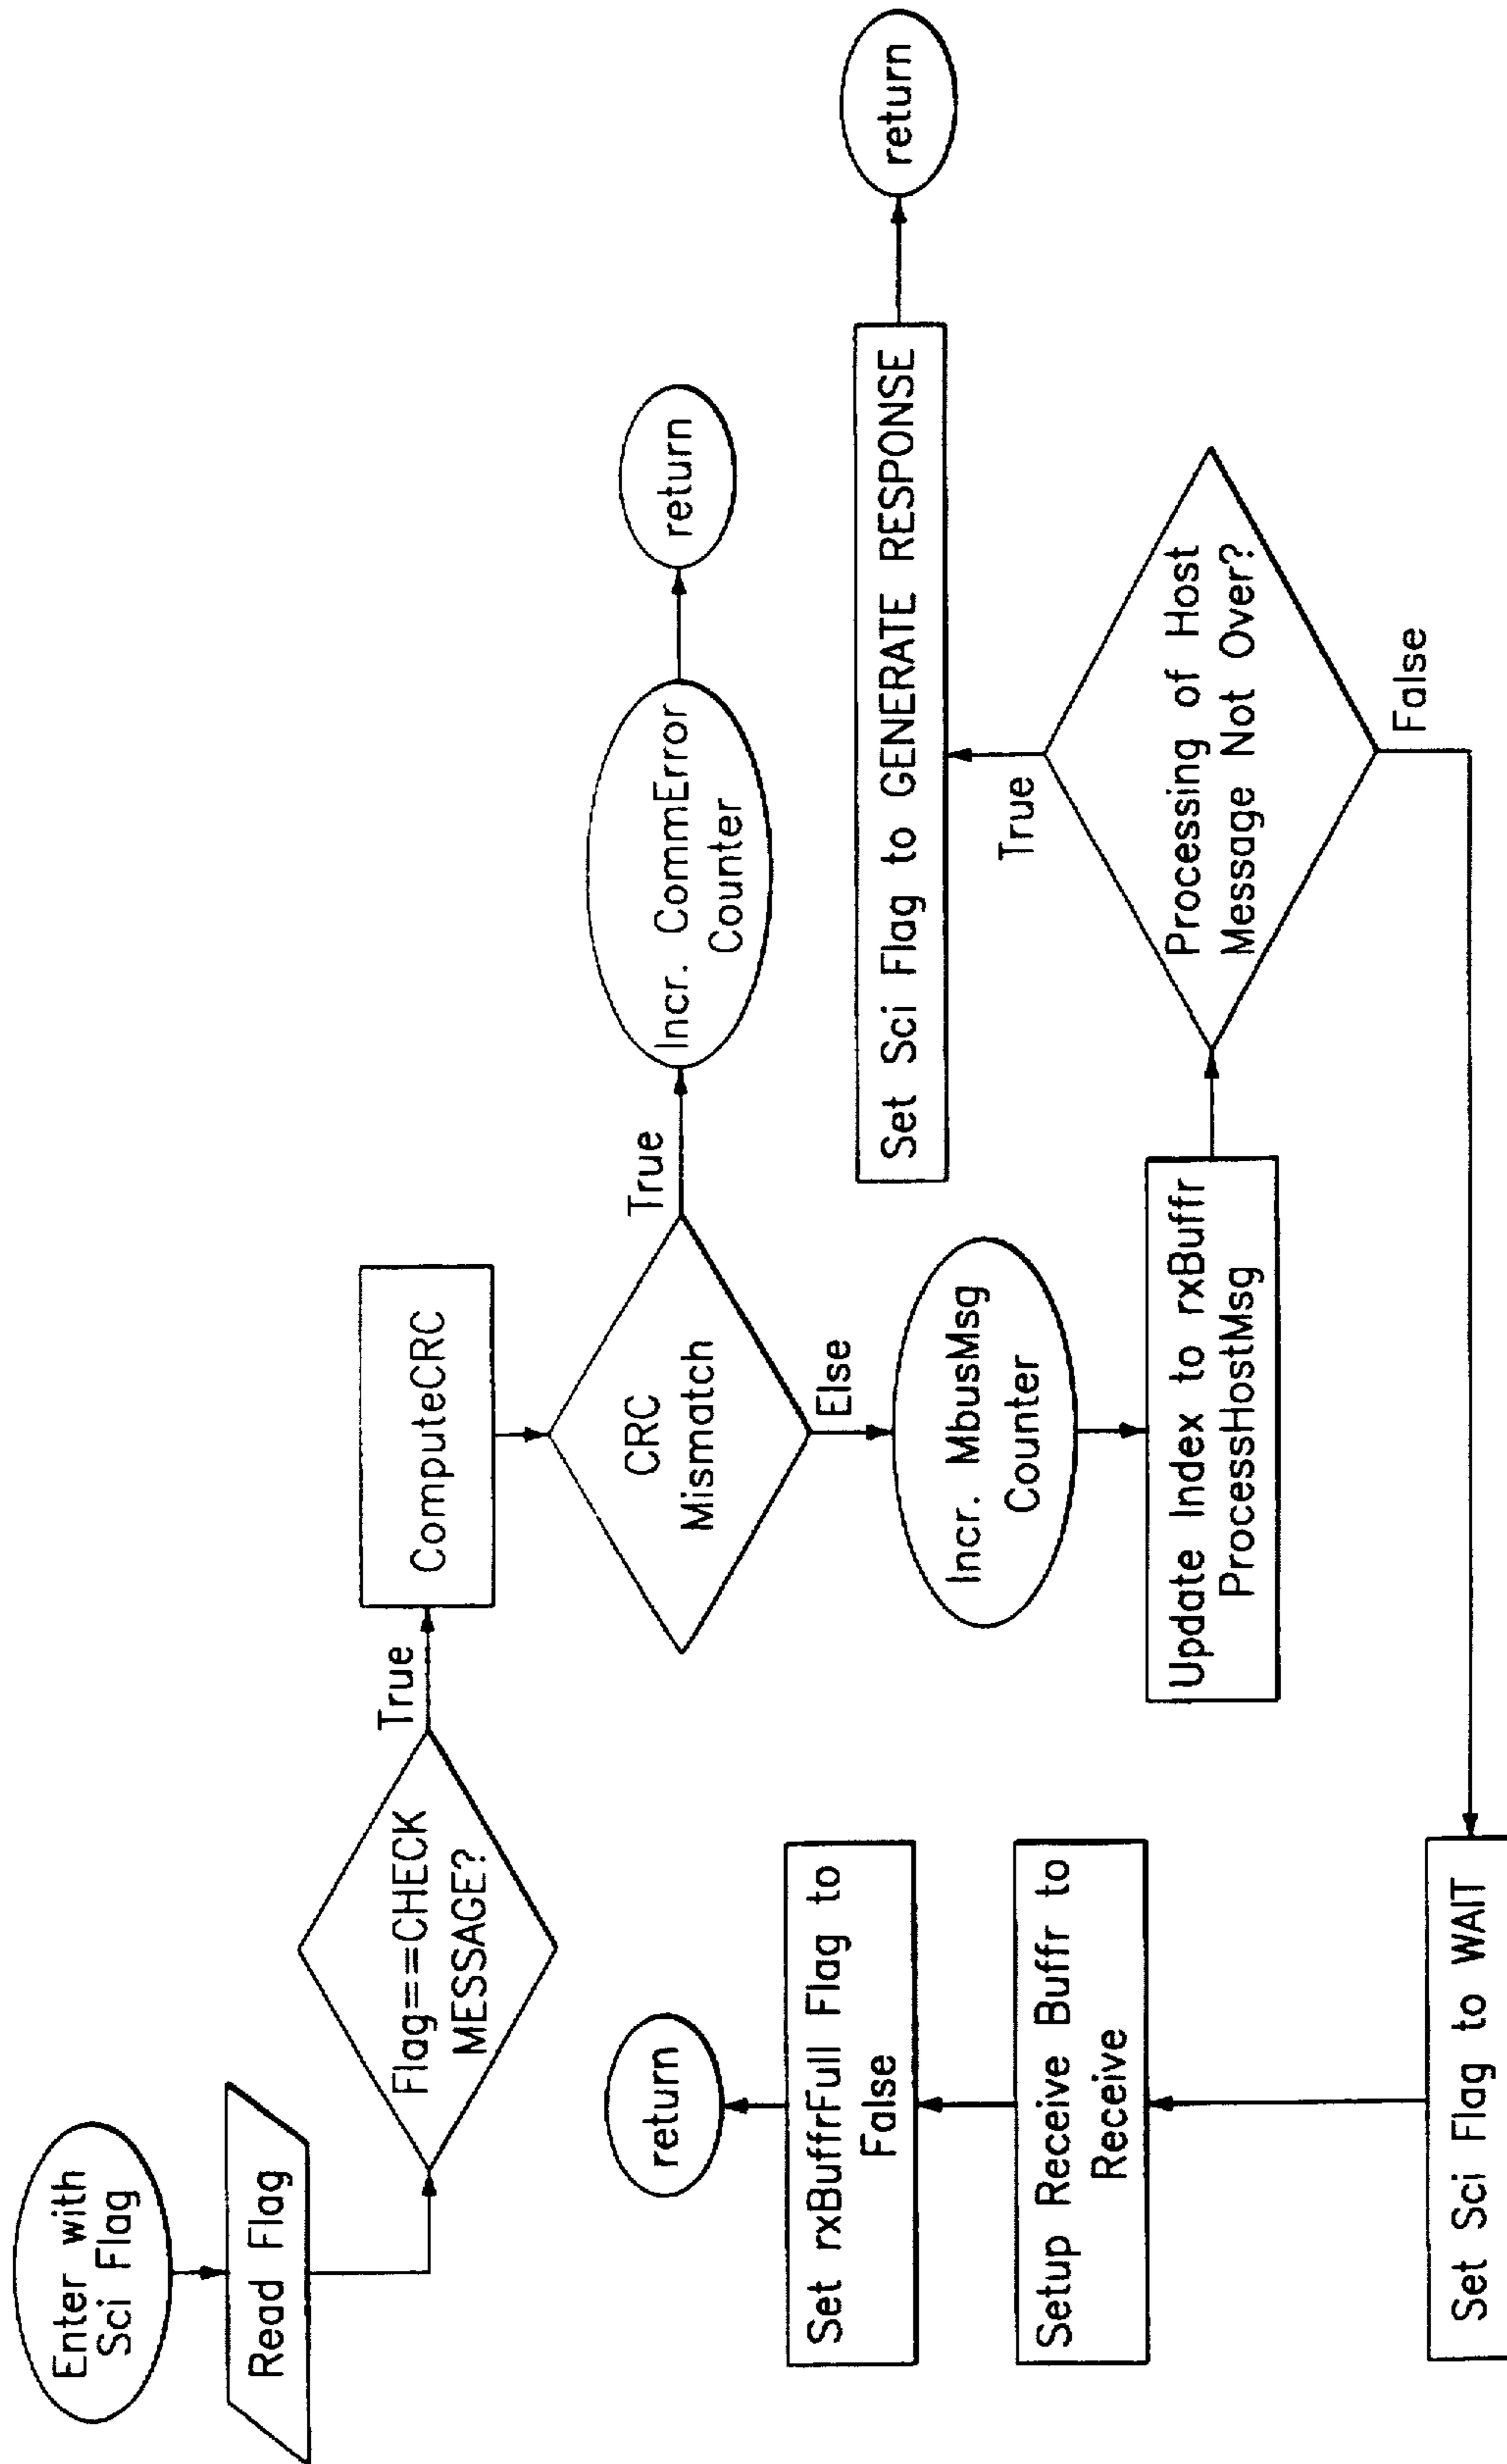 Enter with
Sci Flag
Read Flag
Flag==CHECK
MESSAGE?
True
ComputeCRC
CRC
Mismatch
True
Incr. CommError
Counter
return
Else
Incr. MbusMsg
Counter
Update Index to rxBuffr
ProcessHostMsg
Processing of Host
Message Not Over?
True
Set Sci Flag to GENERATE RESPONSE
return
False
Set Sci Flag to WAIT
Setup Receive Buffr to
Receive
Set rxBuffrFull Flag to
False
return